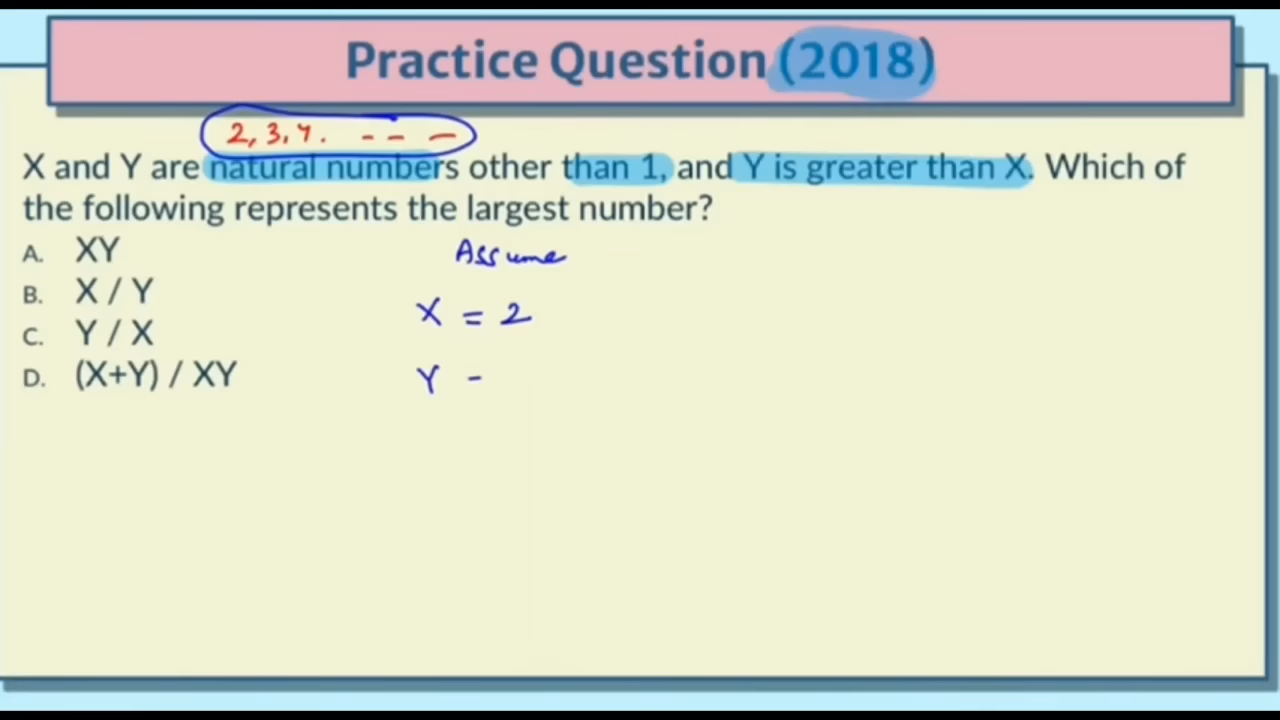 Practice Question (2018)
2, 3, 4. - - -
X and Y are natural numbers other than 1, and Y is greater than X. Which of
the following represents the largest number?
A. XY
B. X / Y
C. Y / X
D. (X+Y) / XY
Assume
X = 2
Y -